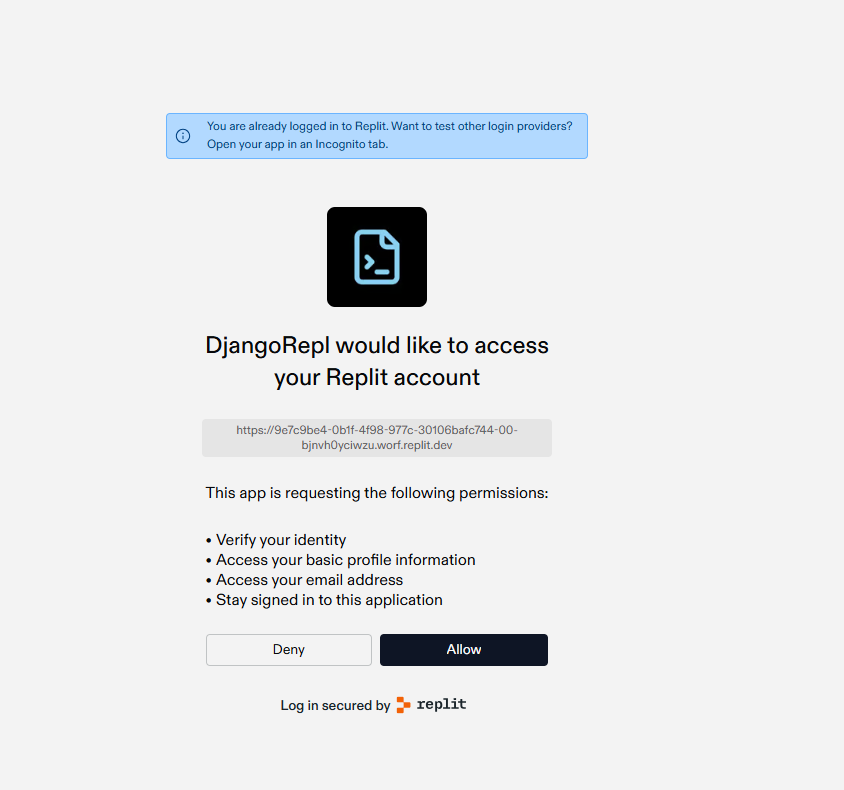 You are already logged in to Replit. Want to test other login providers?
Open your app in an Incognito tab.
DjangoRepl would like to access
your Replit account
https://9e7c9be4-0b1f-4f98-977c-30106bafc744-00-
bjnvh0yciwzu.worf.replit.dev
This app is requesting the following permissions:
• Verify your identity
• Access your basic profile information
• Access your email address
• Stay signed in to this application
Deny
Allow
Log in secured by replit